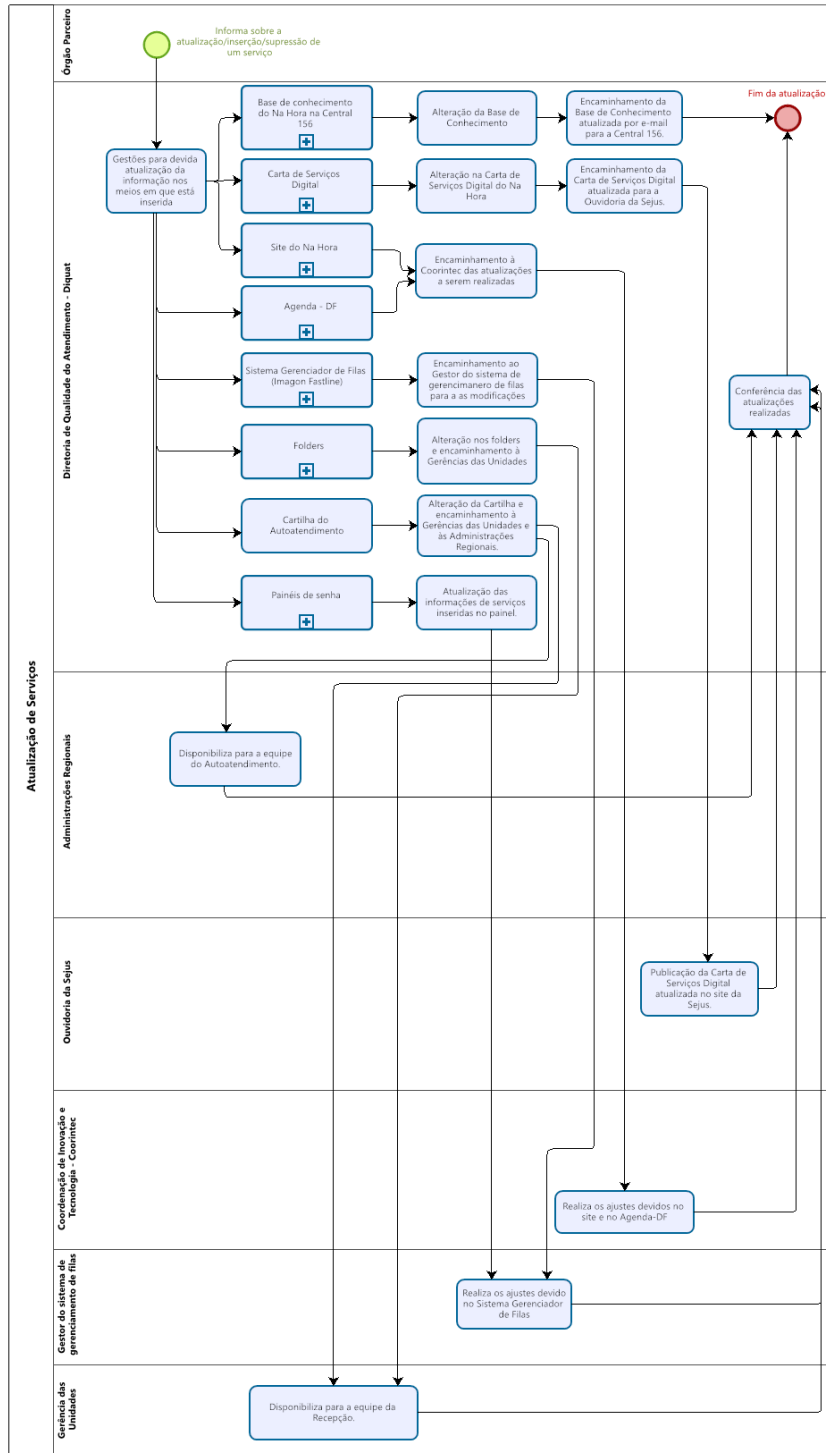 Atualização de Serviços
Órgão Parceiro
Informa sobre a
atualização/inserção/supressão de
um serviço
Diretoria de Qualidade do Atendimento - Diquat
Gestões para devida
atualização da
informação nos
meios em que está
inserida
Base de conhecimento
do Na Hora na Central
156
Alteração da Base de
Conhecimento
Encaminhamento da
Base de Conhecimento
atualizada por e-mail
para a Central 156.
Fim da atualização
Carta de Serviços
Digital
Alteração na Carta de
Serviços Digital do Na
Hora
Encaminhamento da
Carta de Serviços Digital
atualizada para a
Ouvidoria da Sejus.
Site do Na Hora
Encaminhamento à
Coorintec das atualizações
a serem realizadas
Agenda - DF
Sistema Gerenciador de Filas
(Imagon Fastline)
Encaminhamento ao
Gestor do sistema de
gerencimanero de filas
para a as modificações
Conferência das
atualizações
realizadas
Folders
Alteração nos folders
e encaminhamento à
Gerências das Unidades
Cartilha do
Autoatendimento
Alteração da Cartilha e
encaminhamento à
Gerências das Unidades e
às Administrações
Regionais.
Painéis de senha
Atualização das
informações de serviços
inseridas no painel.
Administrações Regionais
Disponibiliza para a equipe
do Autoatendimento.
Ouvidoria da Sejus
Publicação da Carta de
Serviços Digital
atualizada no site da
Sejus.
Coordenação de Inovação e
Tecnologia - Coorintec
Realiza os ajustes devidos no
site e no Agenda-DF
Gestor do sistema de
gerenciamento de filas
Realiza os ajustes devido
no Sistema Gerenciador
de Filas
Gerência das
Unidades
Disponibiliza para a equipe da
Recepção.